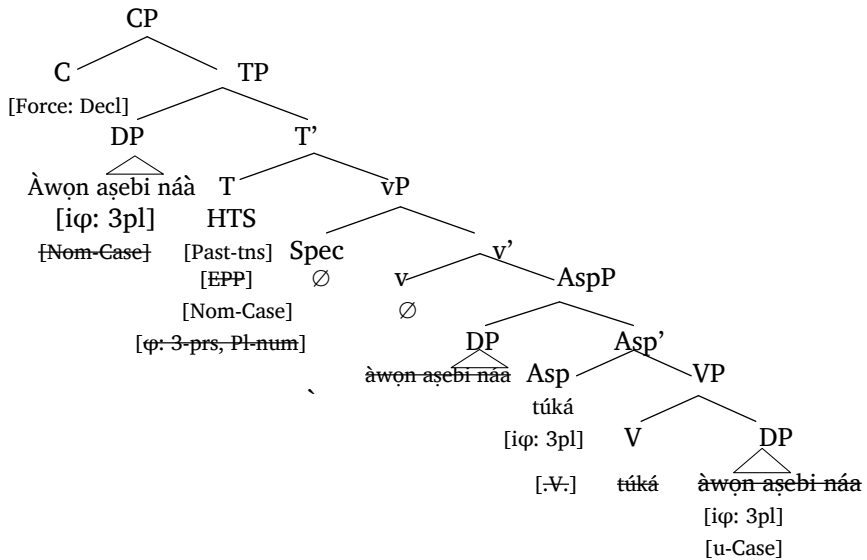 CP
C TP
[Force: Decl]
DP T’
Àwọn aṣebi náà T vP
[iφ: 3pl] HTS
[Nom-Case] [Past-tns] Spec v’
[EPP] ∅ v AspP
[Nom-Case] ∅
[φ: 3-prs, Pl-num] DP Asp’
àwọn aṣebi náa Asp VP
̀ túká
[iφ: 3pl] V DP
[.V.] túká àwọn aṣebi náa
[iφ: 3pl]
[u-Case]